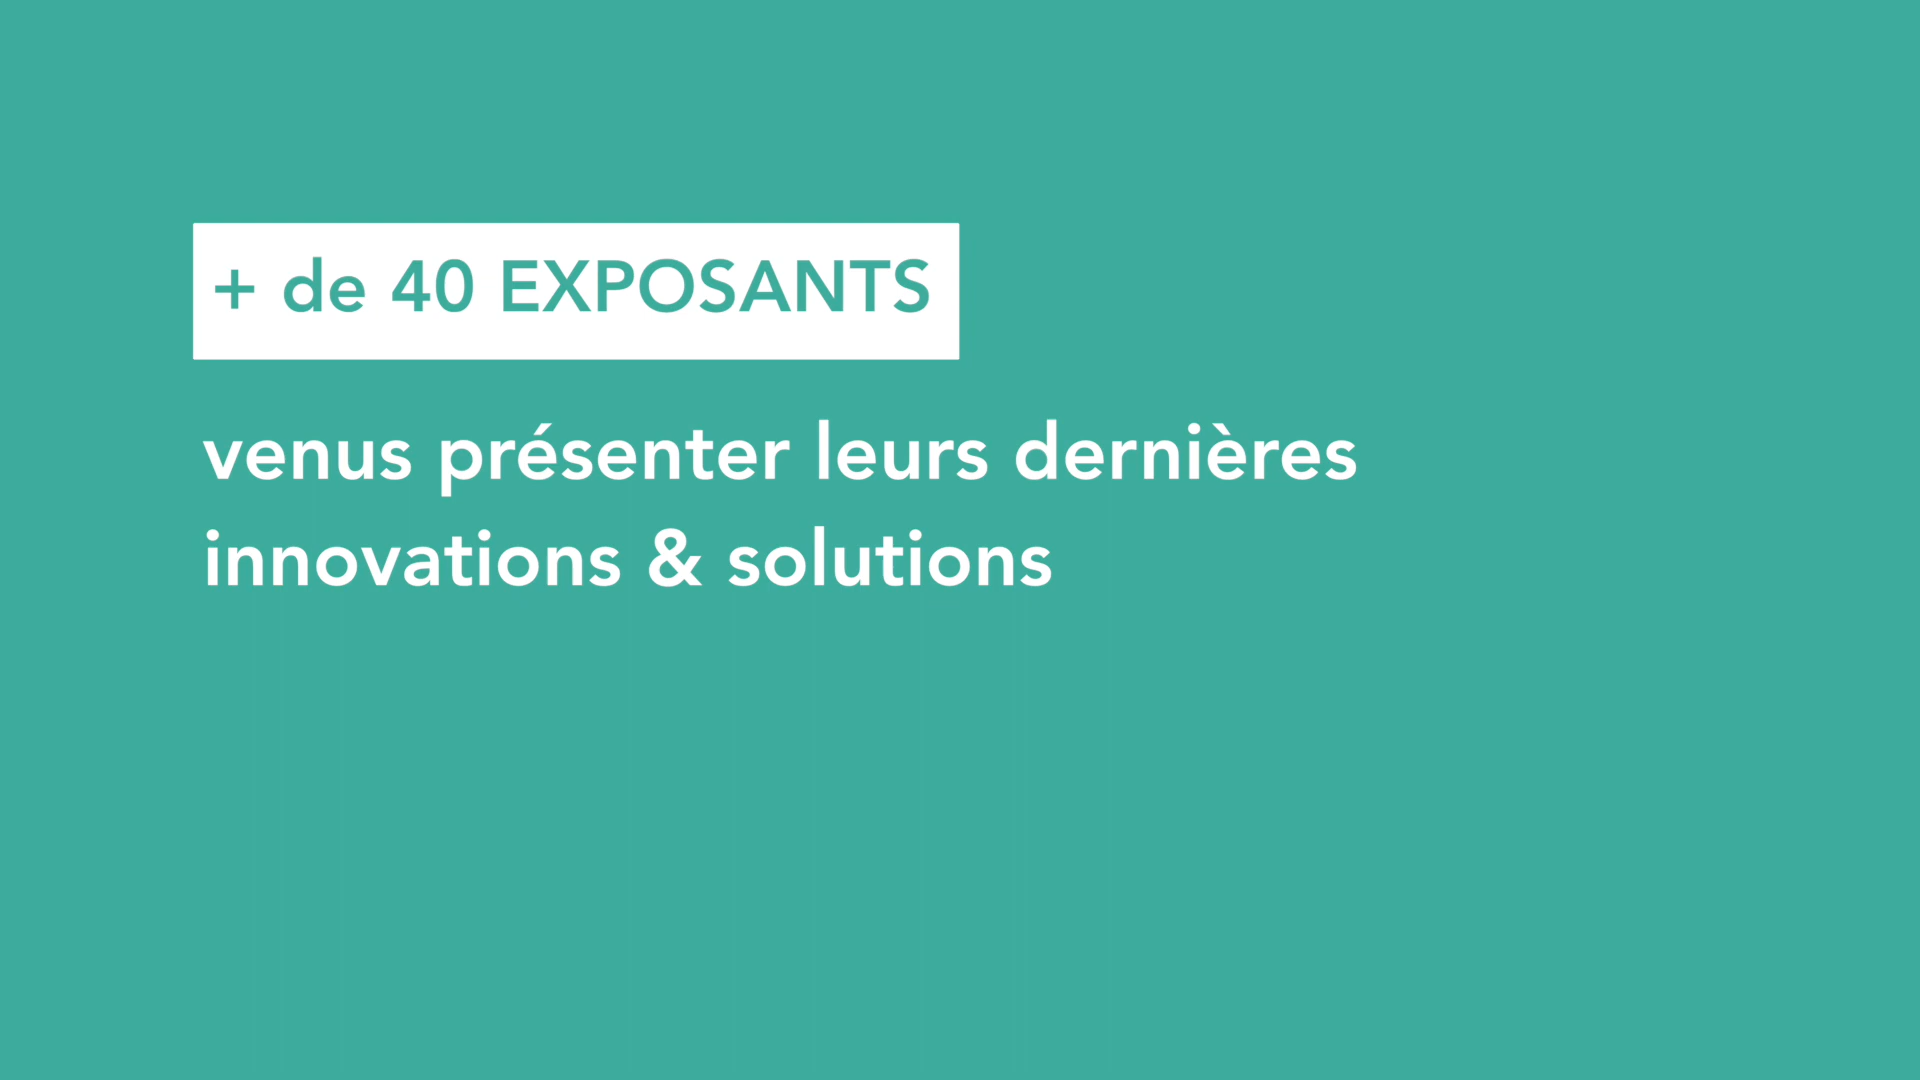 + de 40 EXPOSANTS
venus présenter leurs dernières
innovations & solutions